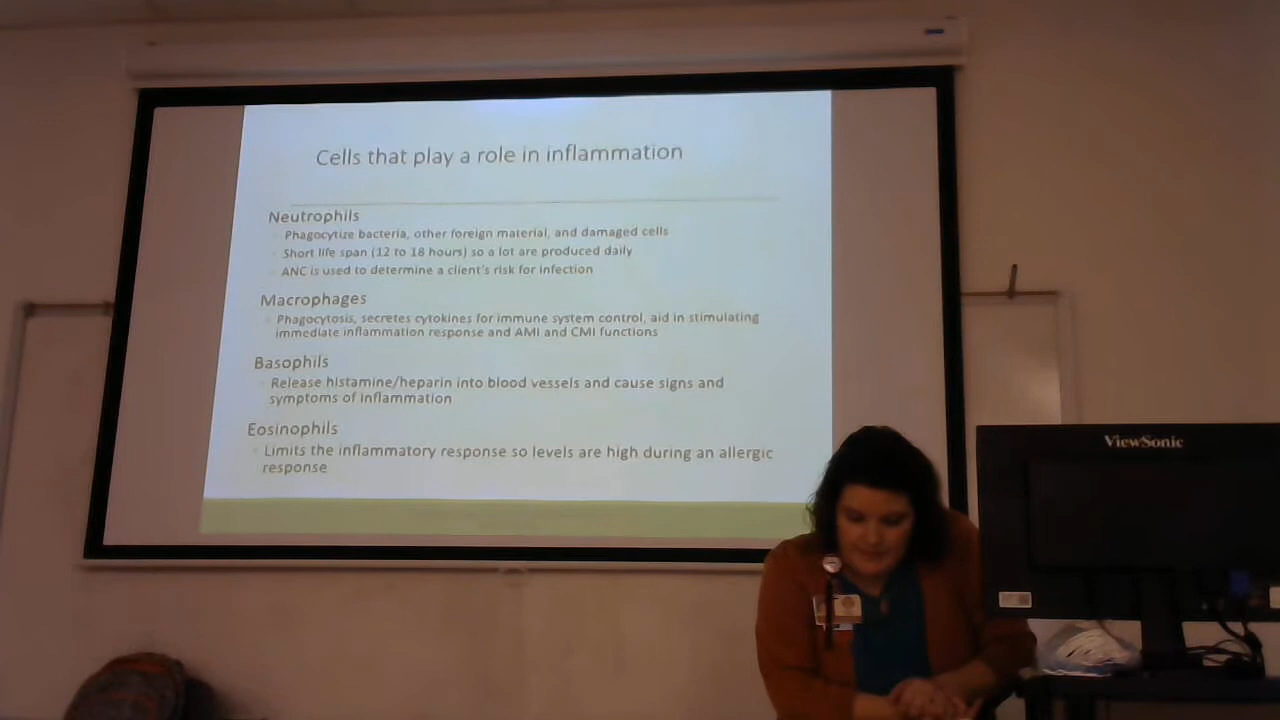 Cells that play a role in inflammation
Neutrophils
Phagocytize bacteria, other foreign material, and damaged cells
Short life span (12 to 18 hours) so a lot are produced daily
ANC is used to determine a client's risk for infection
Macrophages
Phagocytosis, secretes cytokines for immune system control, aid in stimulating
immediate inflammation response and AMI and CMI functions
Basophils
Release histamine/heparin into blood vessels and cause signs and
symptoms of inflammation
Eosinophils
Limits the inflammatory response so levels are high during an allergic
response
ViewSonic